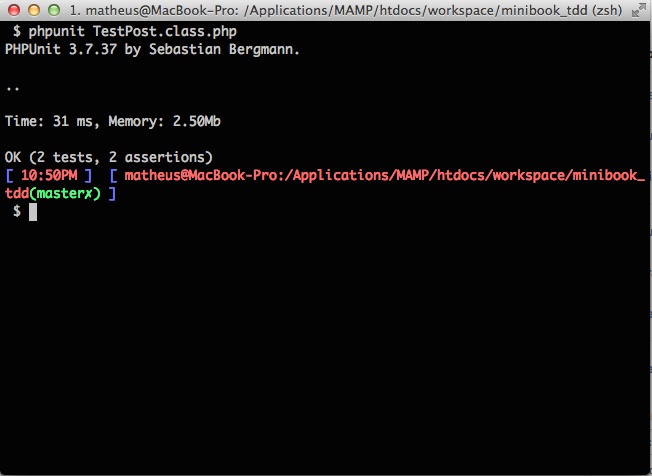 1. matheus@MacBook-Pro: /Applications/MAMP/htdocs/workspace/minibook_tdd (zsh)
$ phpunit TestPost.class.php
PHPUnit 3.7.37 by Sebastian Bergmann.
..
Time: 31 ms, Memory: 2.50Mb
OK (2 tests, 2 assertions)
[ 10:50PM ] [ matheus@MacBook-Pro:/Applications/MAMP/htdocs/workspace/minibook_
tdd(master✗) ]
$